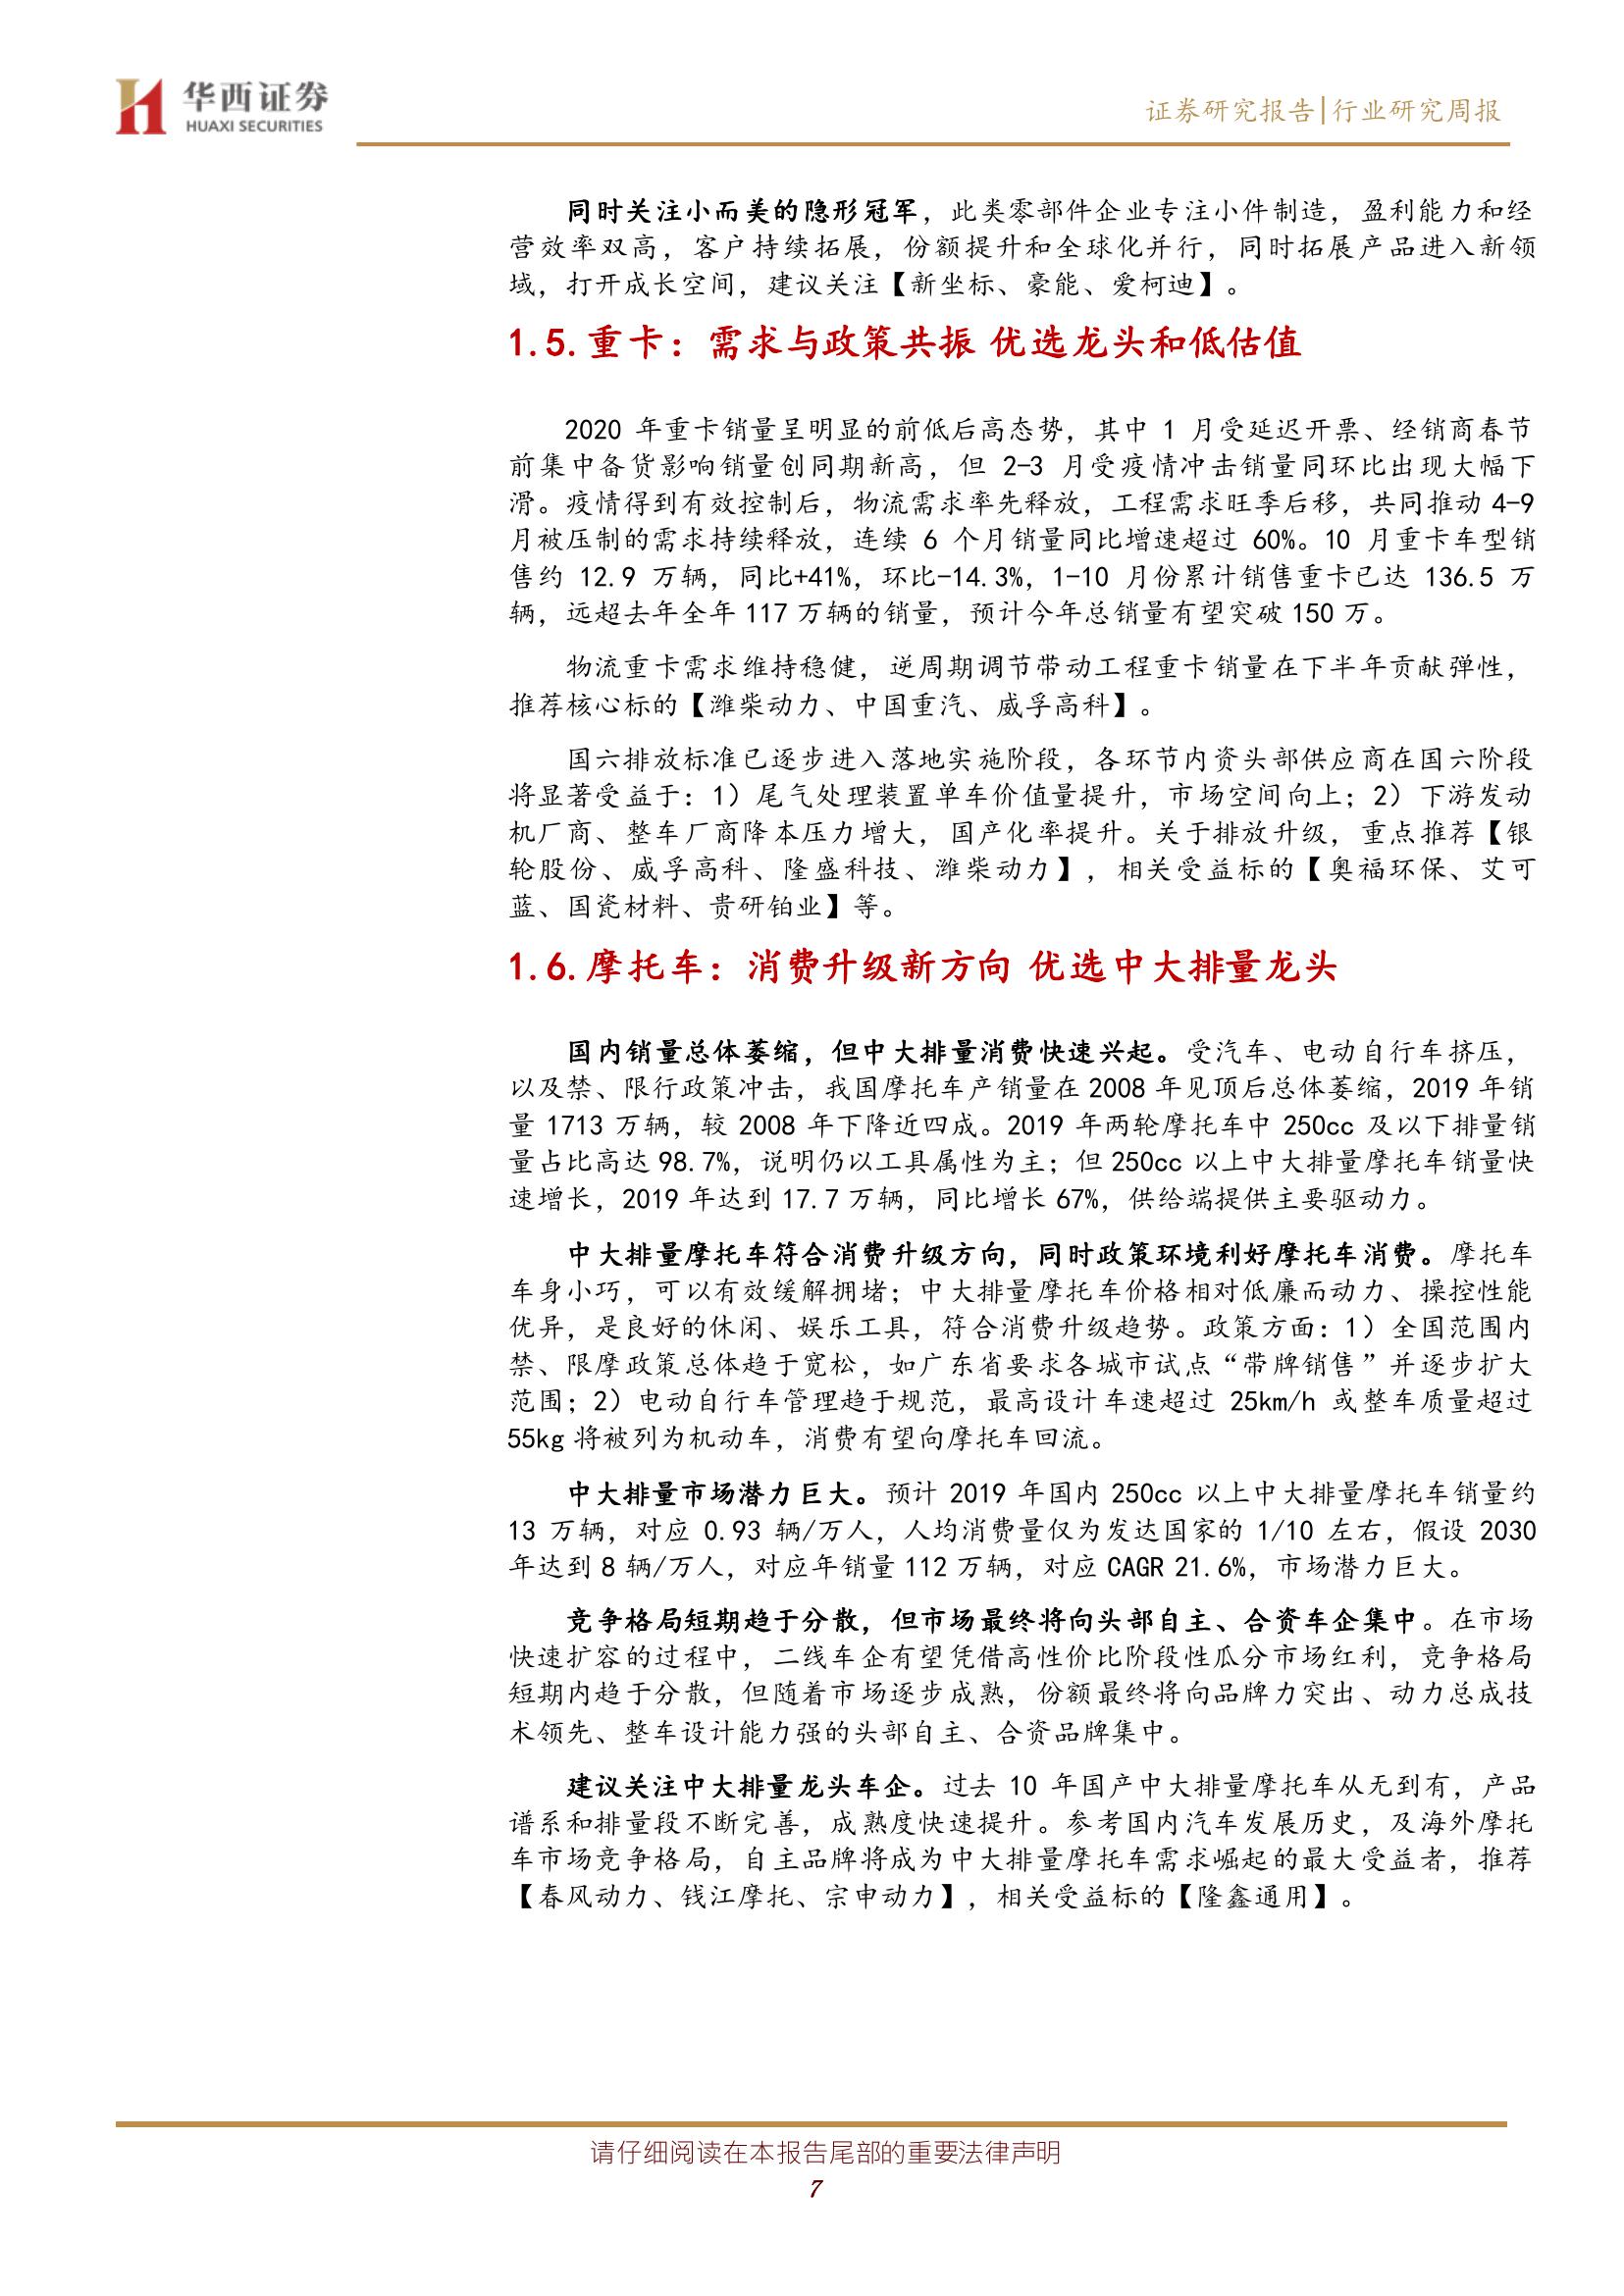 华西证券
HUAXI SECURITIES
证券研究报告|行业研究周报
同时关注小而美的隐形冠军，此类零部件企业专注小件制造，盈利能力和经
营效率双高，客户持续拓展，份额提升和全球化并行，同时拓展产品进入新领
域，打开成长空间，建议关注【新坐标、豪能、爱柯迪】。
1.5.重卡：需求与政策共振 优选龙头和低估值
2020 年重卡销量呈明显的前低后高态势，其中 1 月受延迟开票、经销商春节
前集中备货影响销量创同期新高，但 2-3 月受疫情冲击销量同环比出现大幅下
滑。疫情得到有效控制后，物流需求率先释放，工程需求旺季后移，共同推动 4-9
月被压制的需求持续释放，连续 6 个月销量同比增速超过 60%。10 月重卡车型销
售约 12.9 万辆，同比+41%，环比-14.3%，1-10 月份累计销售重卡已达 136.5 万
辆，远超去年全年 117 万辆的销量，预计今年总销量有望突破 150 万。
物流重卡需求维持稳健，逆周期调节带动工程重卡销量在下半年贡献弹性，
推荐核心标的【潍柴动力、中国重汽、威孚高科】。
国六排放标准已逐步进入落地实施阶段，各环节内资头部供应商在国六阶段
将显著受益于：1）尾气处理装置单车价值量提升，市场空间向上；2）下游发动
机厂商、整车厂商降本压力增大，国产化率提升。关于排放升级，重点推荐【银
轮股份、威孚高科、隆盛科技、潍柴动力】，相关受益标的【奥福环保、艾可
蓝、国瓷材料、贵研铂业】等。
1.6.摩托车：消费升级新方向 优选中大排量龙头
国内销量总体萎缩，但中大排量消费快速兴起。受汽车、电动自行车挤压，
以及禁、限行政策冲击，我国摩托车产销量在 2008 年见顶后总体萎缩，2019 年销
量 1713 万辆，较 2008 年下降近四成。2019 年两轮摩托车中 250cc 及以下排量销
量占比高达 98.7%，说明仍以工具属性为主；但 250cc 以上中大排量摩托车销量快
速增长，2019 年达到 17.7 万辆，同比增长 67%，供给端提供主要驱动力。
中大排量摩托车符合消费升级方向，同时政策环境利好摩托车消费。摩托车
车身小巧，可以有效缓解拥堵；中大排量摩托车价格相对低廉而动力、操控性能
优异，是良好的休闲、娱乐工具，符合消费升级趋势。政策方面：1）全国范围内
禁、限摩政策总体趋于宽松，如广东省要求各城市试点“带牌销售”并逐步扩大
范围；2）电动自行车管理趋于规范，最高设计车速超过 25km/h 或整车质量超过
55kg 将被列为机动车，消费有望向摩托车回流。
中大排量市场潜力巨大。预计 2019 年国内 250cc 以上中大排量摩托车销量约
13 万辆，对应 0.93 辆/万人，人均消费量仅为发达国家的 1/10 左右，假设 2030
年达到 8 辆/万人，对应年销量 112 万辆，对应 CAGR 21.6%，市场潜力巨大。
竞争格局短期趋于分散，但市场最终将向头部自主、合资车企集中。在市场
快速扩容的过程中，二线车企有望凭借高性价比阶段性瓜分市场红利，竞争格局
短期内趋于分散，但随着市场逐步成熟，份额最终将向品牌力突出、动力总成技
术领先、整车设计能力强的头部自主、合资品牌集中。
建议关注中大排量龙头车企。过去 10 年国产中大排量摩托车从无到有，产品
谱系和排量段不断完善，成熟度快速提升。参考国内汽车发展历史，及海外摩托
车市场竞争格局，自主品牌将成为中大排量摩托车需求崛起的最大受益者，推荐
【春风动力、钱江摩托、宗申动力】，相关受益标的【隆鑫通用】。
请仔细阅读在本报告尾部的重要法律声明
7